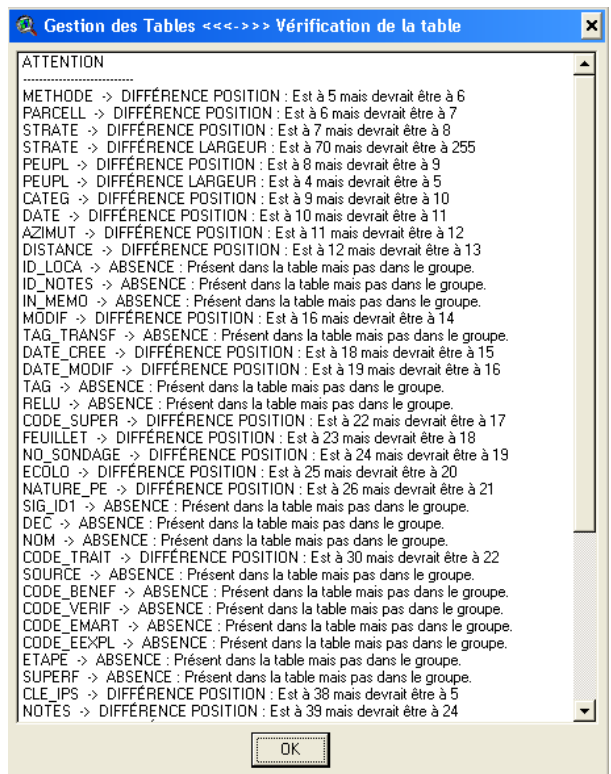 Gestion des Tables <<<->>> Vérification de la table
ATTENTION
----------------------------
METHODE -> DIFFÉRENCE POSITION : Est à 5 mais devrait être à 6
PARCELL -> DIFFÉRENCE POSITION : Est à 6 mais devrait être à 7
STRATE -> DIFFÉRENCE POSITION : Est à 7 mais devrait être à 8
STRATE -> DIFFÉRENCE LARGEUR : Est à 70 mais devrait être à 255
PEUPL -> DIFFÉRENCE POSITION : Est à 8 mais devrait être à 9
PEUPL -> DIFFÉRENCE LARGEUR : Est à 4 mais devrait être à 5
CATEG -> DIFFÉRENCE POSITION : Est à 9 mais devrait être à 10
DATE -> DIFFÉRENCE POSITION : Est à 10 mais devrait être à 11
AZIMUT -> DIFFÉRENCE POSITION : Est à 11 mais devrait être à 12
DISTANCE -> DIFFÉRENCE POSITION : Est à 12 mais devrait être à 13
ID_LOCA -> ABSENCE : Présent dans la table mais pas dans le groupe.
ID_NOTES -> ABSENCE : Présent dans la table mais pas dans le groupe.
IN_MEMO -> ABSENCE : Présent dans la table mais pas dans le groupe.
MODIF -> DIFFÉRENCE POSITION : Est à 16 mais devrait être à 14
TAG_TRANSF -> ABSENCE : Présent dans la table mais pas dans le groupe.
DATE_CREE -> DIFFÉRENCE POSITION : Est à 18 mais devrait être à 15
DATE_MODIF -> DIFFÉRENCE POSITION : Est à 19 mais devrait être à 16
TAG -> ABSENCE : Présent dans la table mais pas dans le groupe.
RELU -> ABSENCE : Présent dans la table mais pas dans le groupe.
CODE_SUPER -> DIFFÉRENCE POSITION : Est à 22 mais devrait être à 17
FEUILLET -> DIFFÉRENCE POSITION : Est à 23 mais devrait être à 18
NO_SONDAGE -> DIFFÉRENCE POSITION : Est à 24 mais devrait être à 19
ECOLO -> DIFFÉRENCE POSITION : Est à 25 mais devrait être à 20
NATURE_PE -> DIFFÉRENCE POSITION : Est à 26 mais devrait être à 21
SIG_ID1 -> ABSENCE : Présent dans la table mais pas dans le groupe.
DEC -> ABSENCE : Présent dans la table mais pas dans le groupe.
NOM -> ABSENCE : Présent dans la table mais pas dans le groupe.
CODE_TRAIT -> DIFFÉRENCE POSITION : Est à 30 mais devrait être à 22
SOURCE -> ABSENCE : Présent dans la table mais pas dans le groupe.
CODE_BENEF -> ABSENCE : Présent dans la table mais pas dans le groupe.
CODE_VERIF -> ABSENCE : Présent dans la table mais pas dans le groupe.
CODE_EMART -> ABSENCE : Présent dans la table mais pas dans le groupe.
CODE_EEXPL -> ABSENCE : Présent dans la table mais pas dans le groupe.
ETAPE -> ABSENCE : Présent dans la table mais pas dans le groupe.
SUPERF -> ABSENCE : Présent dans la table mais pas dans le groupe.
CLE_IPS -> DIFFÉRENCE POSITION : Est à 38 mais devrait être à 5
NOTES -> DIFFÉRENCE POSITION : Est à 39 mais devrait être à 24
OK